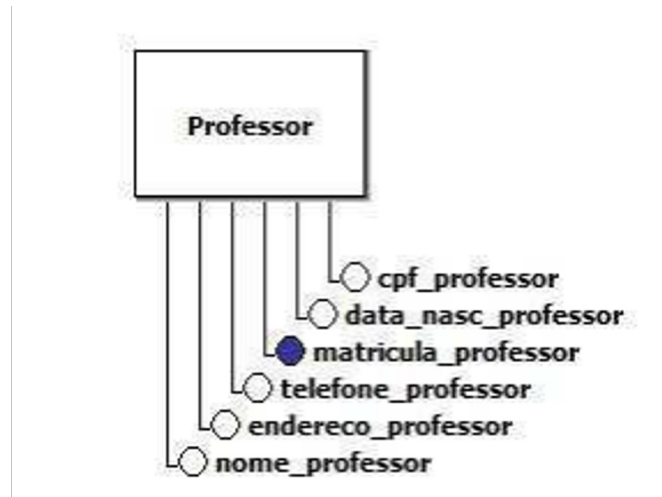 Professor
cpf_professor
data_nasc_professor
matricula_professor
telefone_professor
endereco_professor
nome_professor